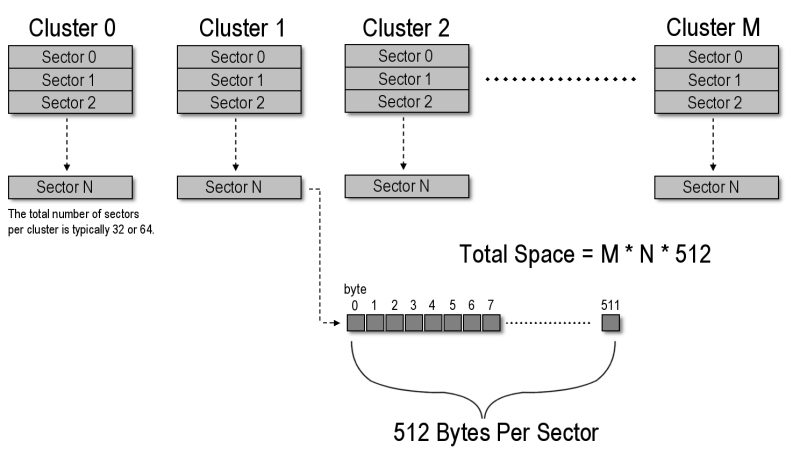 Cluster 0
Cluster 1
Cluster 2
Cluster M
Sector 0
Sector 0
Sector 0
Sector 0
Sector 1
Sector 1
Sector 1
Sector 1
Sector 2
Sector 2
Sector 2
Sector 2
Sector N
Sector N
Sector N
Sector N
The total number of sectors
per cluster is typically 32 or 64.
Total Space = M * N * 512
byte
0 1 2 3 4 5 6 7 511
512 Bytes Per Sector